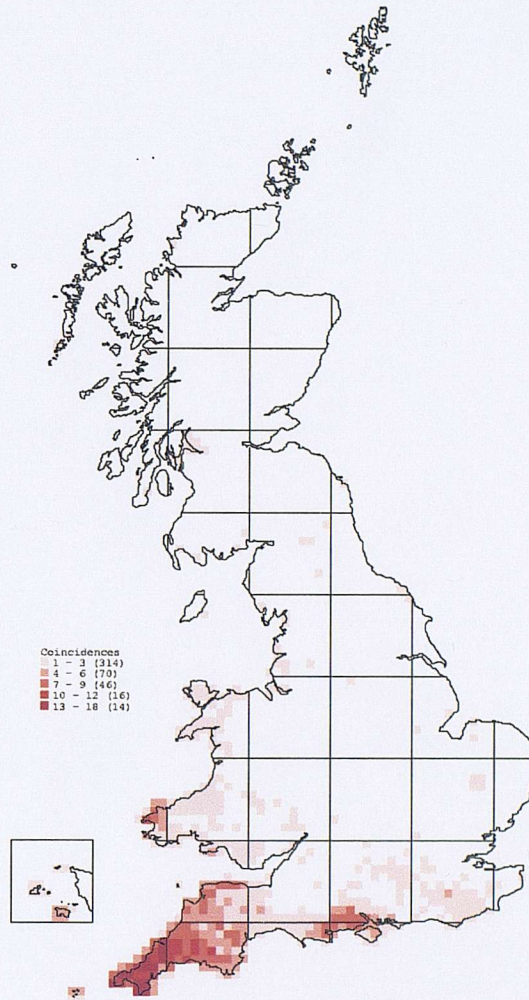 Coincidences
1 - 3 (314)
4 - 6 (70)
7 - 9 (46)
10 - 12 (16)
13 - 18 (14)